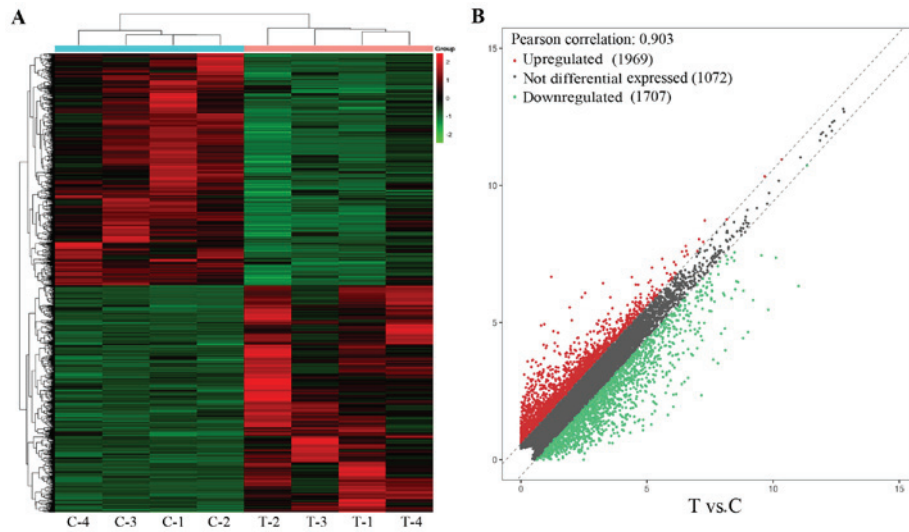 A
Group
2
1
0
-1
-2
C-4 C-3 C-1 C-2 T-2 T-3 T-1 T-4
B
15
Pearson correlation: 0.903
Upregulated (1969)
Not differential expressed (1072)
Downregulated (1707)
10
5
0
0 5 10 15
T vs.C